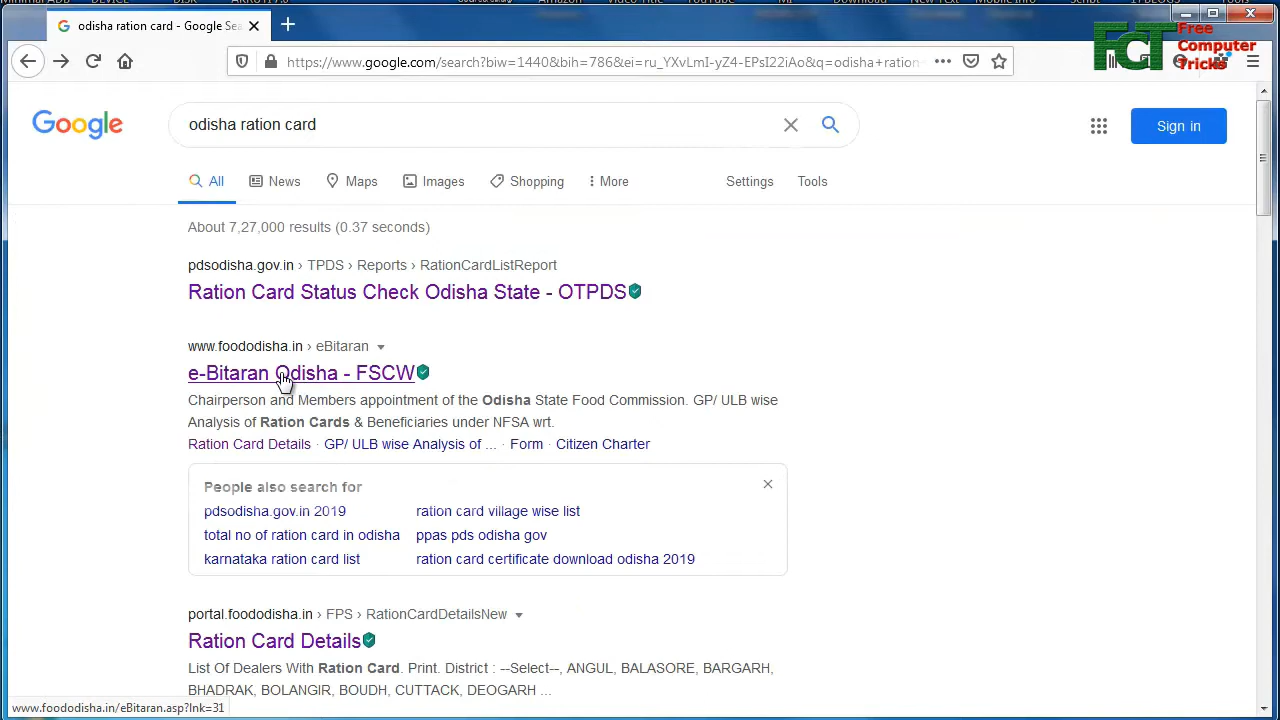 odisha ration card - Google Sea
https://www.google.com/search?biw=1440&bih=786&ei=ru_YXvLmI-yZ4-EPsI22iAo&q=odisha+ration
FCT Free Computer Tricks
Google
odisha ration card
Sign in
All
News
Maps
Images
Shopping
More
Settings
Tools
About 7,27,000 results (0.37 seconds)
pdsodisha.gov.in › TPDS › Reports › RationCardListReport
Ration Card Status Check Odisha State - OTPDS
www.foododisha.in › eBitaran
e-Bitaran Odisha - FSCW
Chairperson and Members appointment of the Odisha State Food Commission. GP/ ULB wise
Analysis of Ration Cards & Beneficiaries under NFSA wrt.
Ration Card Details · GP/ ULB wise Analysis of ... · Form · Citizen Charter
People also search for
pdsodisha.gov.in 2019
ration card village wise list
total no of ration card in odisha
ppas pds odisha gov
karnataka ration card list
ration card certificate download odisha 2019
portal.foododisha.in › FPS › RationCardDetailsNew
Ration Card Details
List Of Dealers With Ration Card. Print. District : --Select--, ANGUL, BALASORE, BARGARH,
BHADRAK, BOLANGIR, BOUDH, CUTTACK, DEOGARH ...
www.foododisha.in/eBitaran.asp?lnk=31